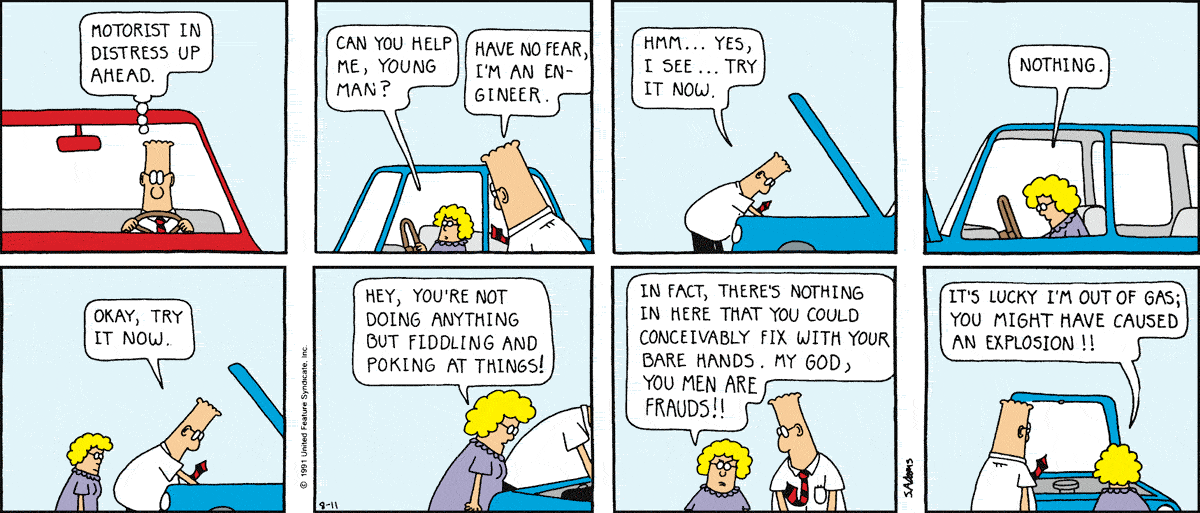 MOTORIST IN
DISTRESS UP
AHEAD.
CAN YOU HELP
ME, YOUNG
MAN?
HAVE NO FEAR,
I'M AN EN-
GINEER.
HMM... YES,
I SEE... TRY
IT NOW.
NOTHING.
OKAY, TRY
IT NOW.
© 1991 United Feature Syndicate, Inc.
HEY, YOU'RE NOT
DOING ANYTHING
BUT FIDDLING AND
POKING AT THINGS!
8-11
IN FACT, THERE'S NOTHING
IN HERE THAT YOU COULD
CONCEIVABLY FIX WITH YOUR
BARE HANDS. MY GOD,
YOU MEN ARE
FRAUDS!!
S.Adams
IT'S LUCKY I'M OUT OF GAS;
YOU MIGHT HAVE CAUSED
AN EXPLOSION!!